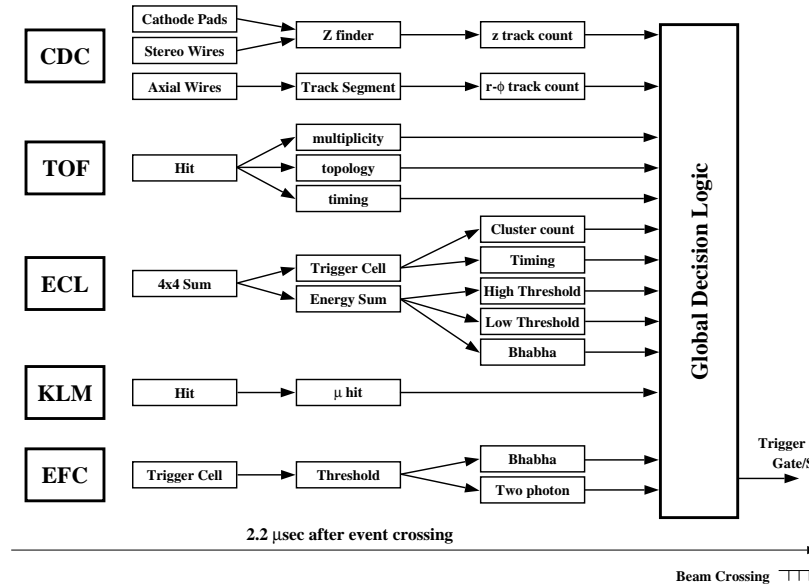 Cathode Pads
Stereo Wires
Axial Wires
CDC
Z finder
Track Segment
z track count
r-ϕ track count
TOF
Hit
multiplicity
topology
timing
ECL
4x4 Sum
Trigger Cell
Energy Sum
Cluster count
Timing
High Threshold
Low Threshold
Bhabha
KLM
Hit
μ hit
EFC
Trigger Cell
Threshold
Bhabha
Two photon
Global Decision Logic
Trigger
Gate/S
2.2 μsec after event crossing
Beam Crossing